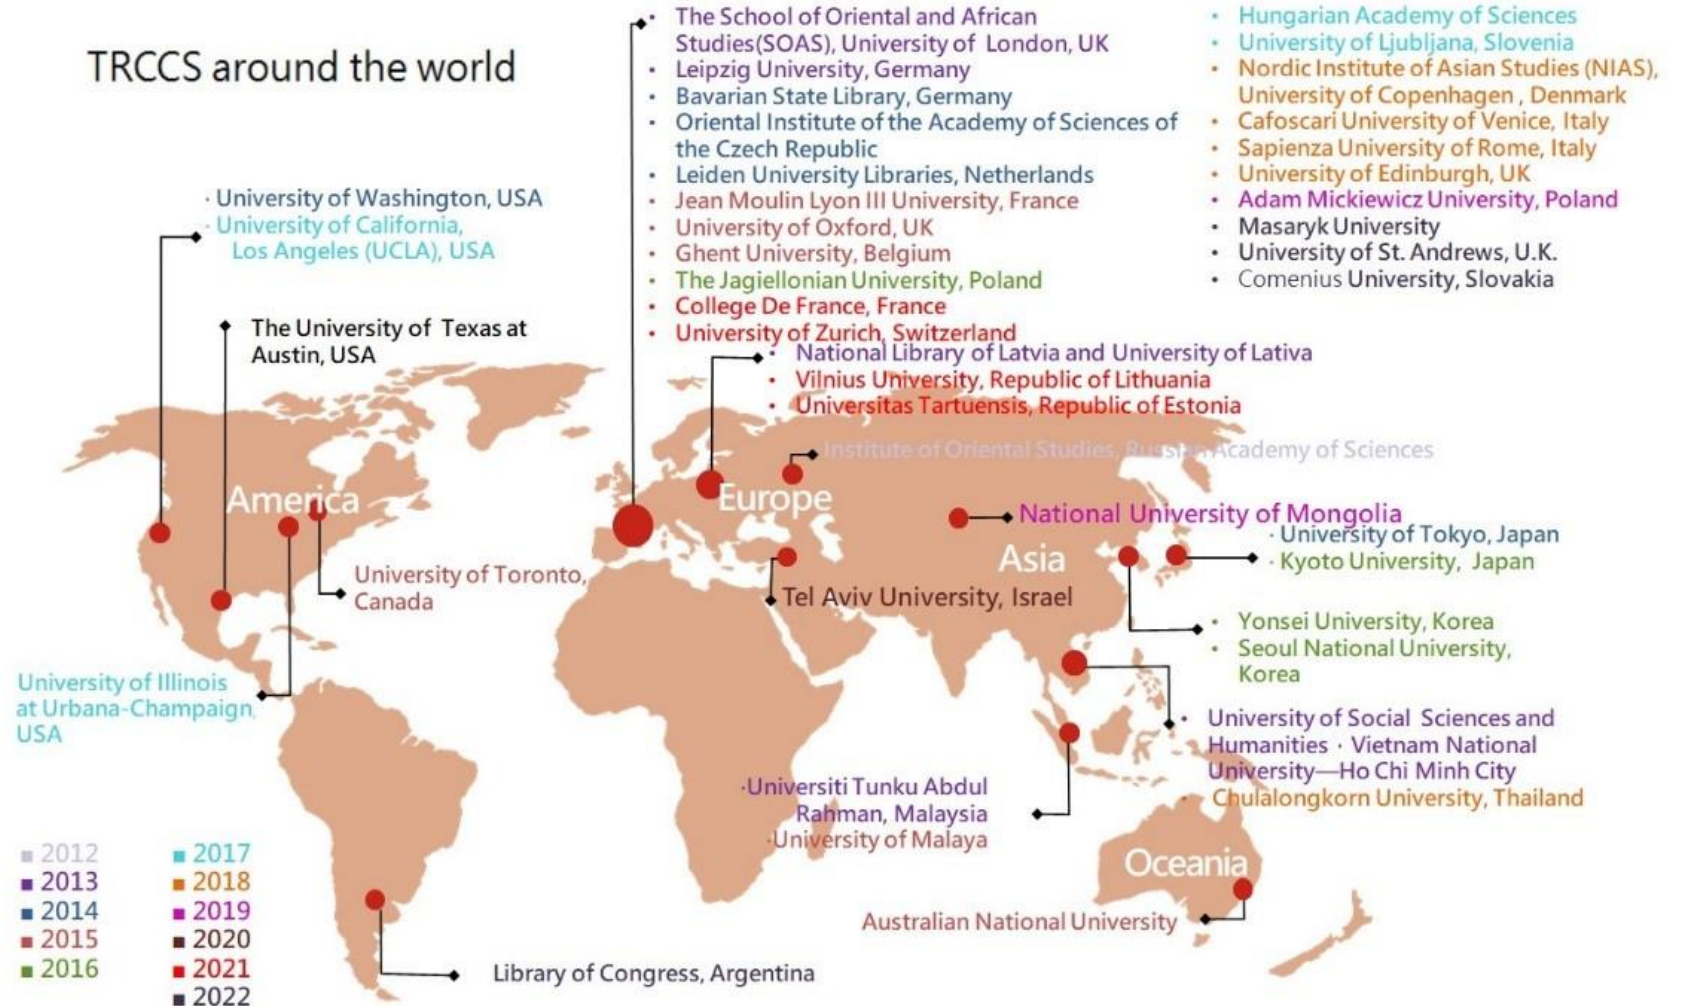 TRCCS around the world
• The School of Oriental and African
Studies(SOAS), University of London, UK
• Leipzig University, Germany
• Bavarian State Library, Germany
• Oriental Institute of the Academy of Sciences of
the Czech Republic
• Leiden University Libraries, Netherlands
• Jean Moulin Lyon III University, France
• University of Oxford, UK
• Ghent University, Belgium
• The Jagiellonian University, Poland
• College De France, France
• University of Zurich, Switzerland
• Hungarian Academy of Sciences
• University of Ljubljana, Slovenia
• Nordic Institute of Asian Studies (NIAS),
University of Copenhagen , Denmark
• Cafoscari University of Venice, Italy
• Sapienza University of Rome, Italy
• University of Edinburgh, UK
• Adam Mickiewicz University, Poland
• Masaryk University
• University of St. Andrews, U.K.
• Comenius University, Slovakia
· University of Washington, USA
· University of California,
Los Angeles (UCLA), USA
The University of Texas at
Austin, USA
• National Library of Latvia and University of Lativa
• Vilnius University, Republic of Lithuania
• Universitas Tartuensis, Republic of Estonia
Institute of Oriental Studies, Russian Academy of Sciences
America
Europe
National University of Mongolia
· University of Tokyo, Japan
· Kyoto University, Japan
Asia
University of Toronto,
Canada
Tel Aviv University, Israel
• Yonsei University, Korea
• Seoul National University,
Korea
University of Illinois
at Urbana-Champaign,
USA
• University of Social Sciences and
Humanities · Vietnam National
University—Ho Chi Minh City
· Chulalongkorn University, Thailand
·Universiti Tunku Abdul
Rahman, Malaysia
·University of Malaya
Oceania
Australian National University
Library of Congress, Argentina
2012
2013
2014
2015
2016
2017
2018
2019
2020
2021
2022